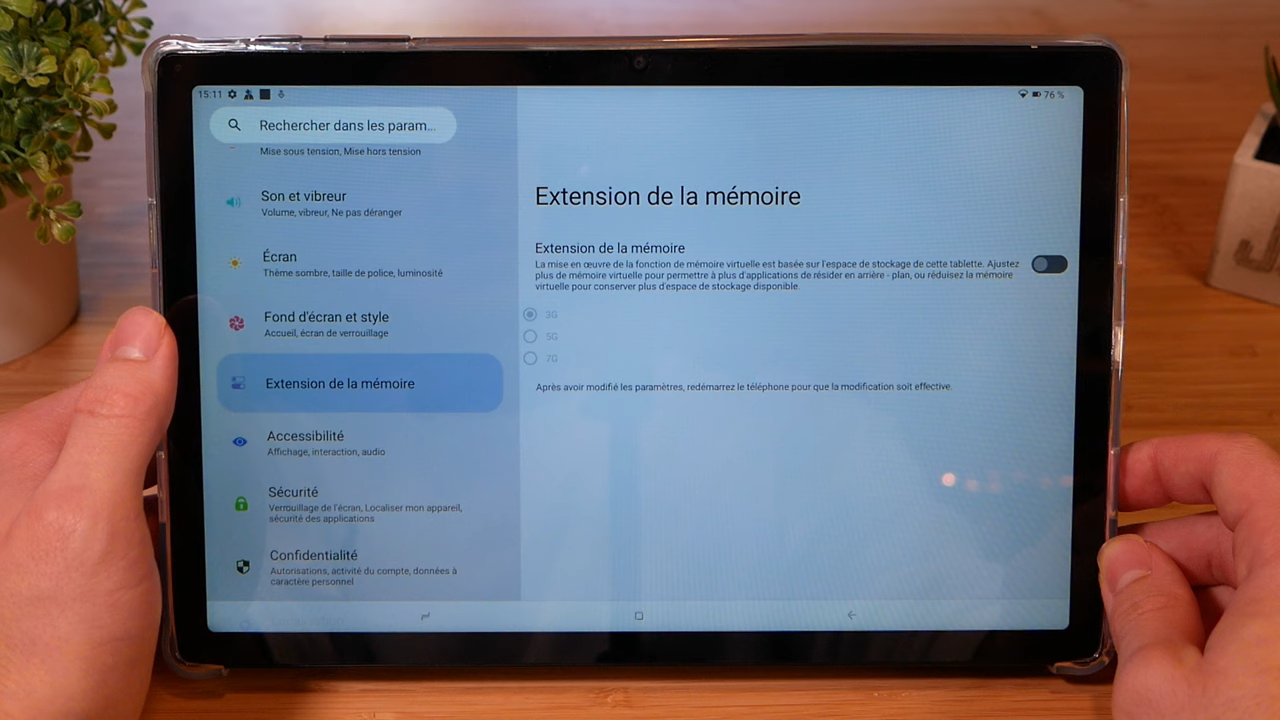 15:11
76 %
Rechercher dans les param...
Mise sous tension, Mise hors tension
Son et vibreur
Volume, vibreur, Ne pas déranger
Écran
Thème sombre, taille de police, luminosité
Fond d'écran et style
Accueil, écran de verrouillage
Extension de la mémoire
Accessibilité
Affichage, interaction, audio
Sécurité
Verrouillage de l'écran, Localiser mon appareil,
sécurité des applications
Confidentialité
Autorisations, activité du compte, données à
caractère personnel
Extension de la mémoire
Extension de la mémoire
La mise en œuvre de la fonction de mémoire virtuelle est basée sur l'espace de stockage de cette tablette. Ajustez
plus de mémoire virtuelle pour permettre à plus d'applications de résider en arrière - plan, ou réduisez la mémoire
virtuelle pour conserver plus d'espace de stockage disponible.
3G
5G
7G
Après avoir modifié les paramètres, redémarrez le téléphone pour que la modification soit effective.